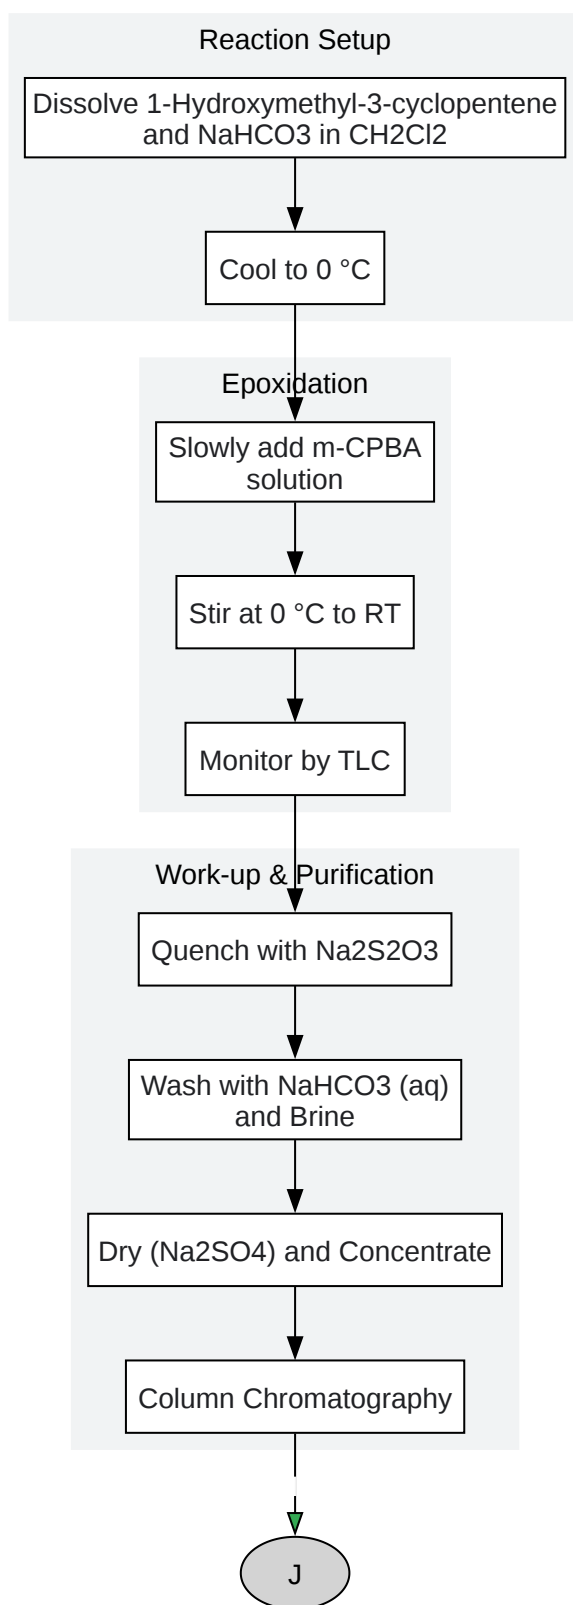 Reaction Setup
Dissolve 1-Hydroxymethyl-3-cyclopentene
and NaHCO3 in CH2Cl2
Cool to 0 °C
Epoxidation
Slowly add m-CPBA
solution
Stir at 0 °C to RT
Monitor by TLC
Work-up & Purification
Quench with Na2S2O3
Wash with NaHCO3 (aq)
and Brine
Dry (Na2SO4) and Concentrate
Column Chromatography
J